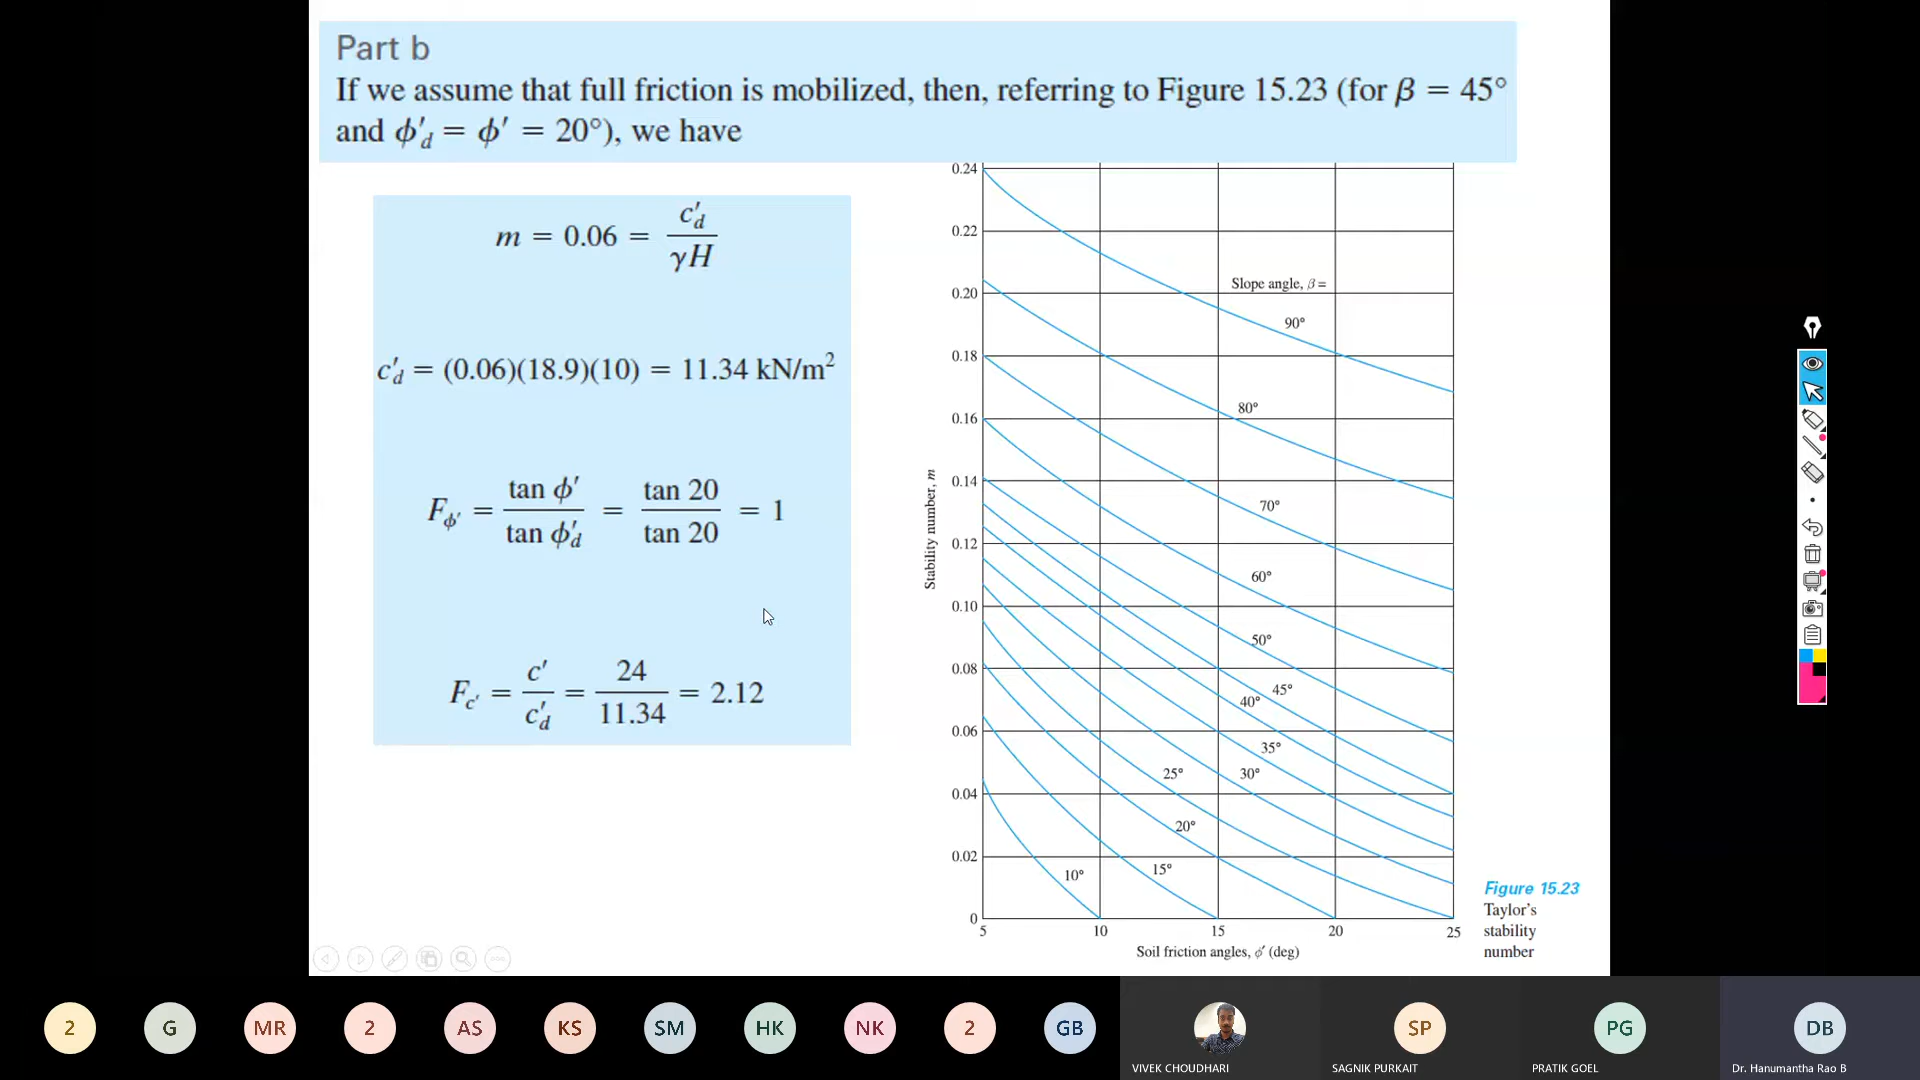 Part b
If we assume that full friction is mobilized, then, referring to Figure 15.23 (for β = 45°
and ϕ′d = ϕ′ = 20°), we have
m = 0.06 = c′d / γH
c′d = (0.06)(18.9)(10) = 11.34 kN/m²
Fϕ′ = tan ϕ′ / tan ϕ′d = tan 20 / tan 20 = 1
Fc′ = c′ / c′d = 24 / 11.34 = 2.12
0.24
0.22
0.20
0.18
0.16
0.14
0.12
0.10
0.08
0.06
0.04
0.02
0
Stability number, m
Slope angle, β =
90°
80°
70°
60°
50°
45°
40°
35°
25°
30°
20°
15°
10°
5 10 15 20 25
Soil friction angles, ϕ′ (deg)
Figure 15.23
Taylor's
stability
number
2 G MR 2 AS KS SM HK NK 2 GB SP PG DB
VIVEK CHOUDHARI SAGNIK PURKAIT PRATIK GOEL Dr. Hanumantha Rao B